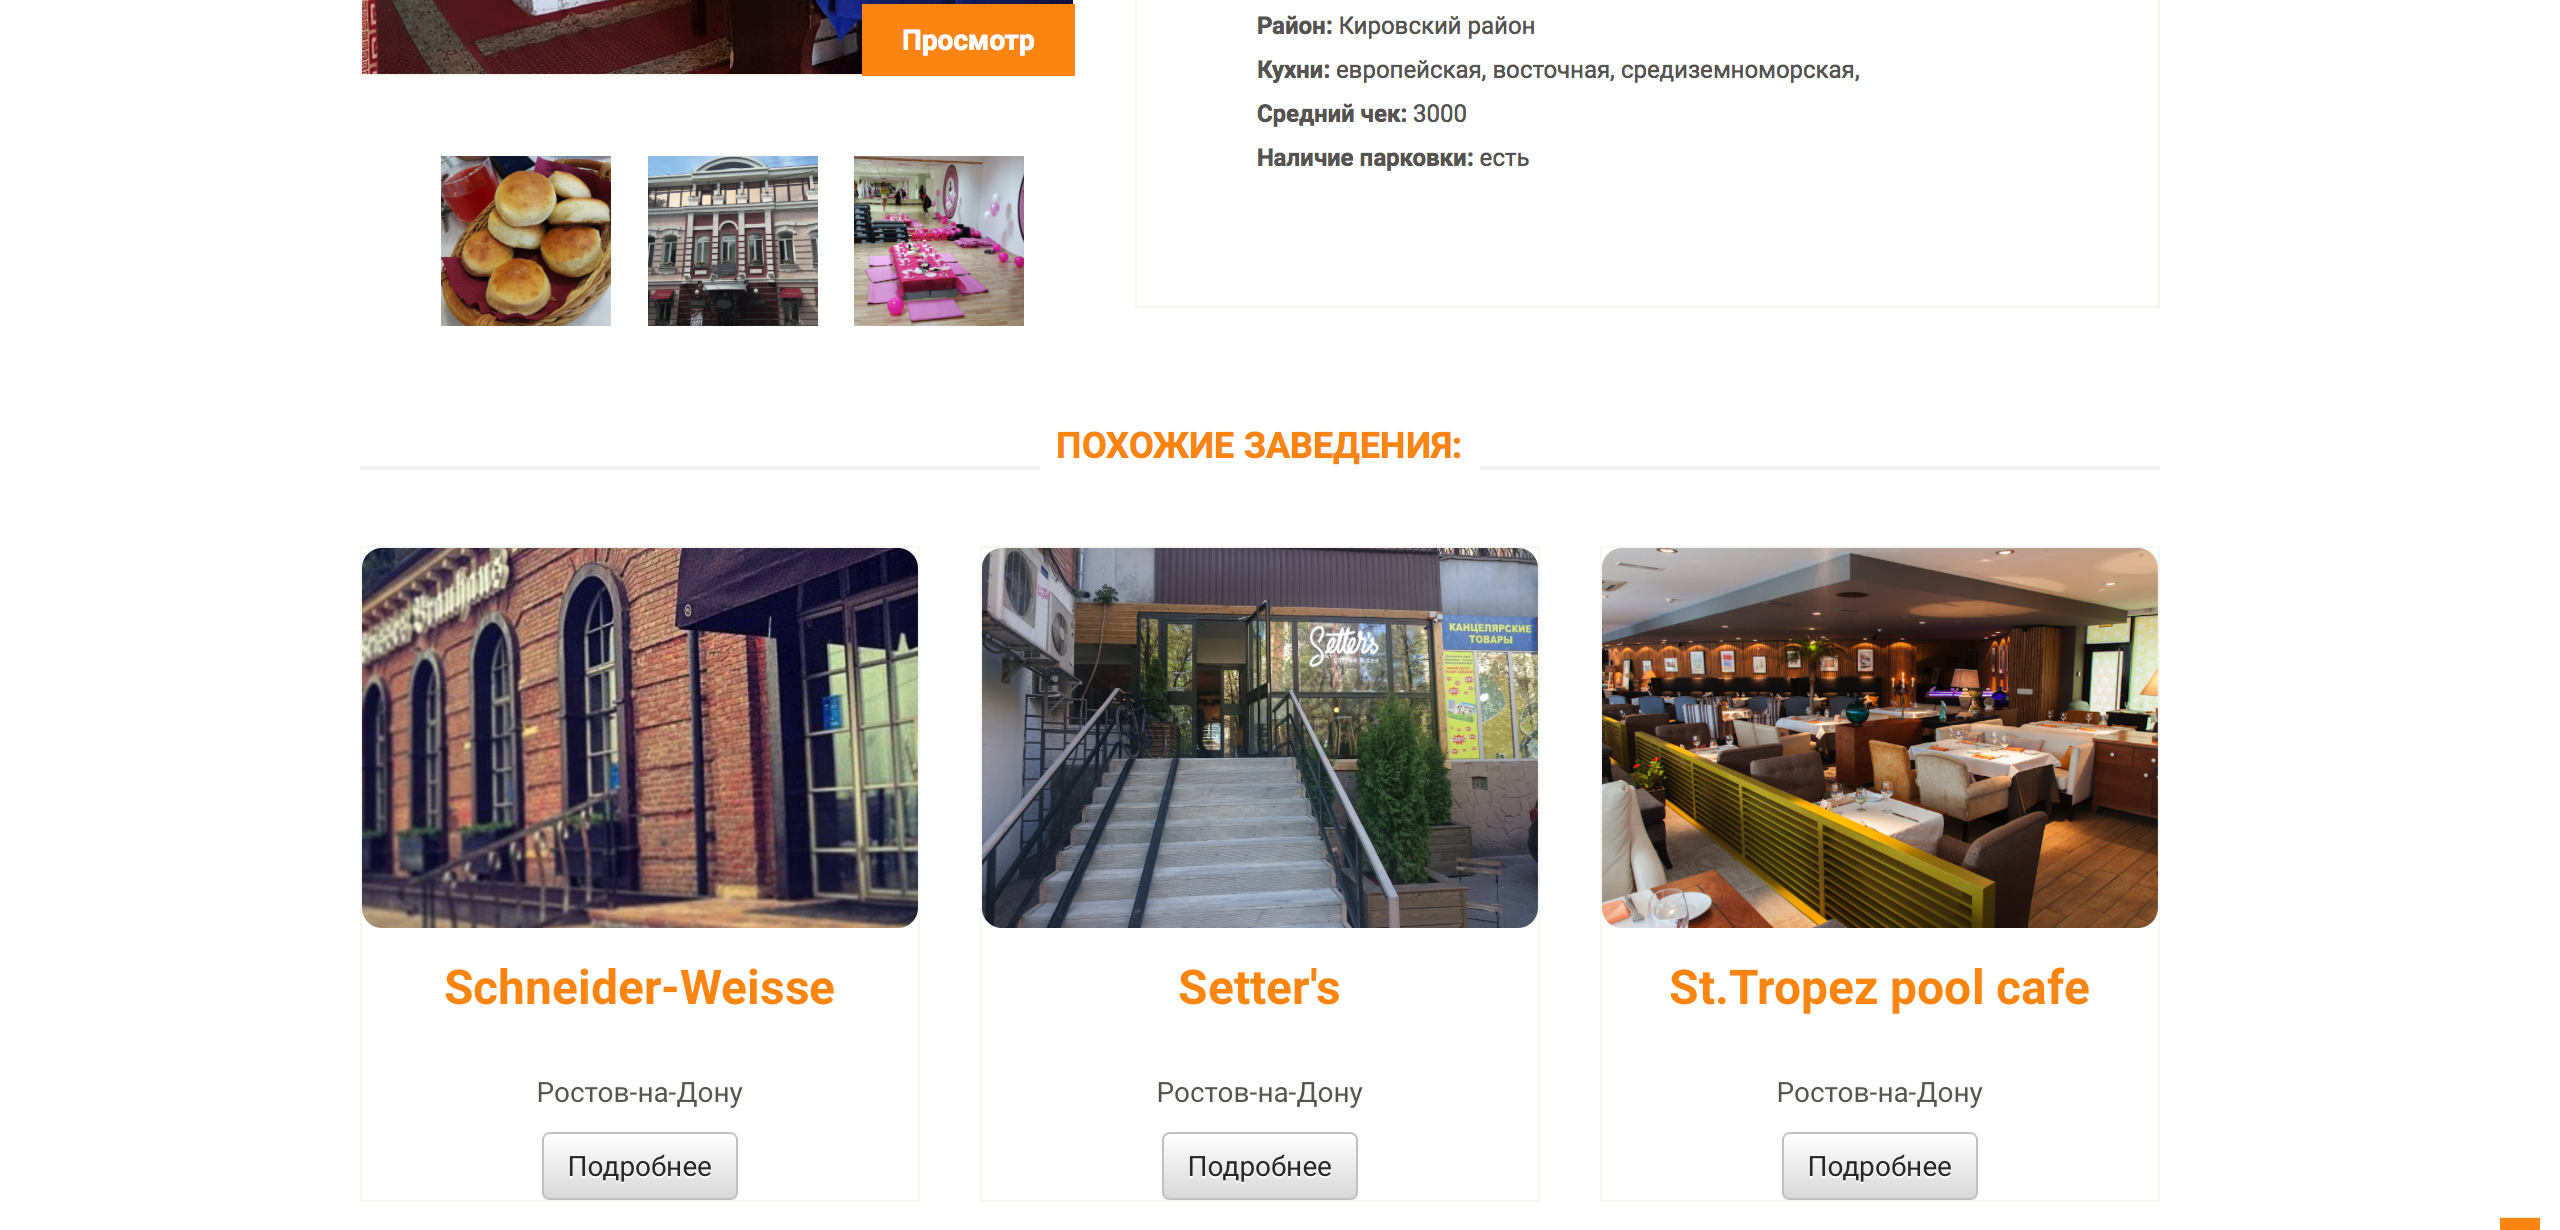 Просмотр
Район: Кировский район
Кухни: европейская, восточная, средиземноморская,
Средний чек: 3000
Наличие парковки: есть
ПОХОЖИЕ ЗАВЕДЕНИЯ:
Setter's
КАНЦЕЛЯРСКИЕ
ТОВАРЫ
Schneider-Weisse
Setter's
St.Tropez pool cafe
Ростов-на-Дону
Ростов-на-Дону
Ростов-на-Дону
Подробнее
Подробнее
Подробнее